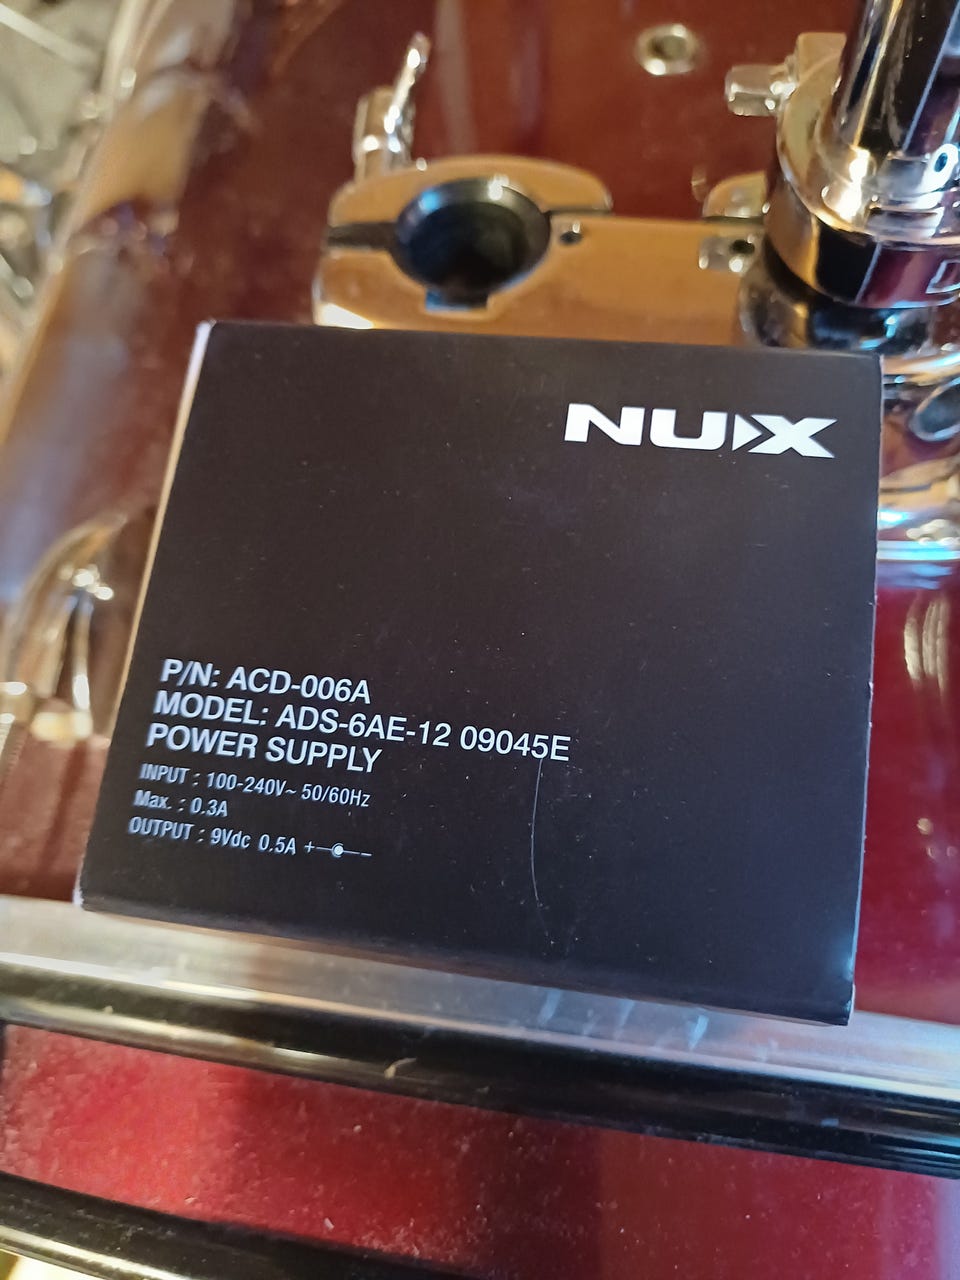 NUX
P/N: ACD-006A
MODEL: ADS-6AE-12 09045E
POWER SUPPLY
INPUT : 100-240V~ 50/60Hz
Max. : 0.3A
OUTPUT : 9Vdc 0.5A + -